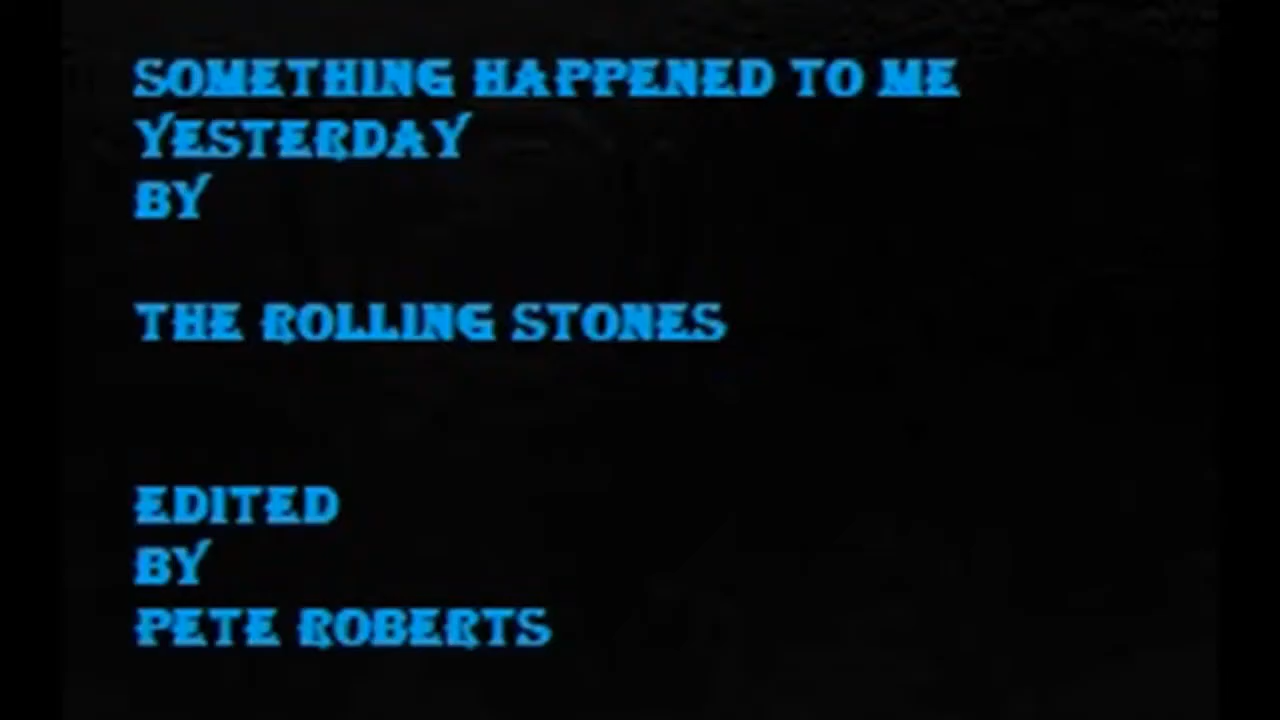 SOMETHING HAPPENED TO ME
YESTERDAY
BY
THE ROLLING STONES
EDITED
BY
PETE ROBERTS